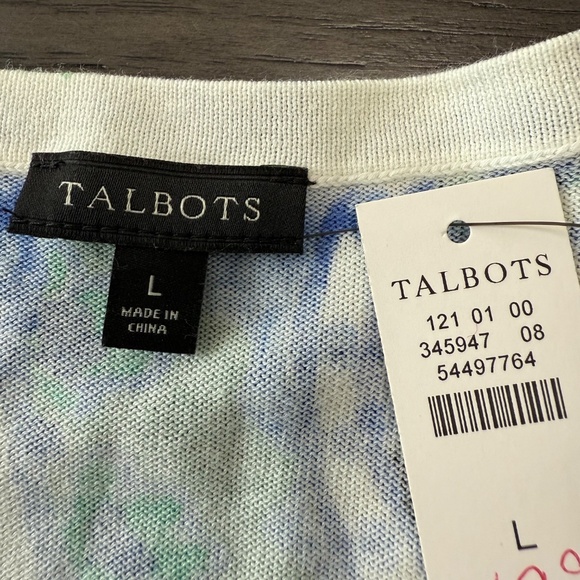 TALBOTS
L
MADE IN
CHINA
TALBOTS
121 01 00
345947 08
54497764
L